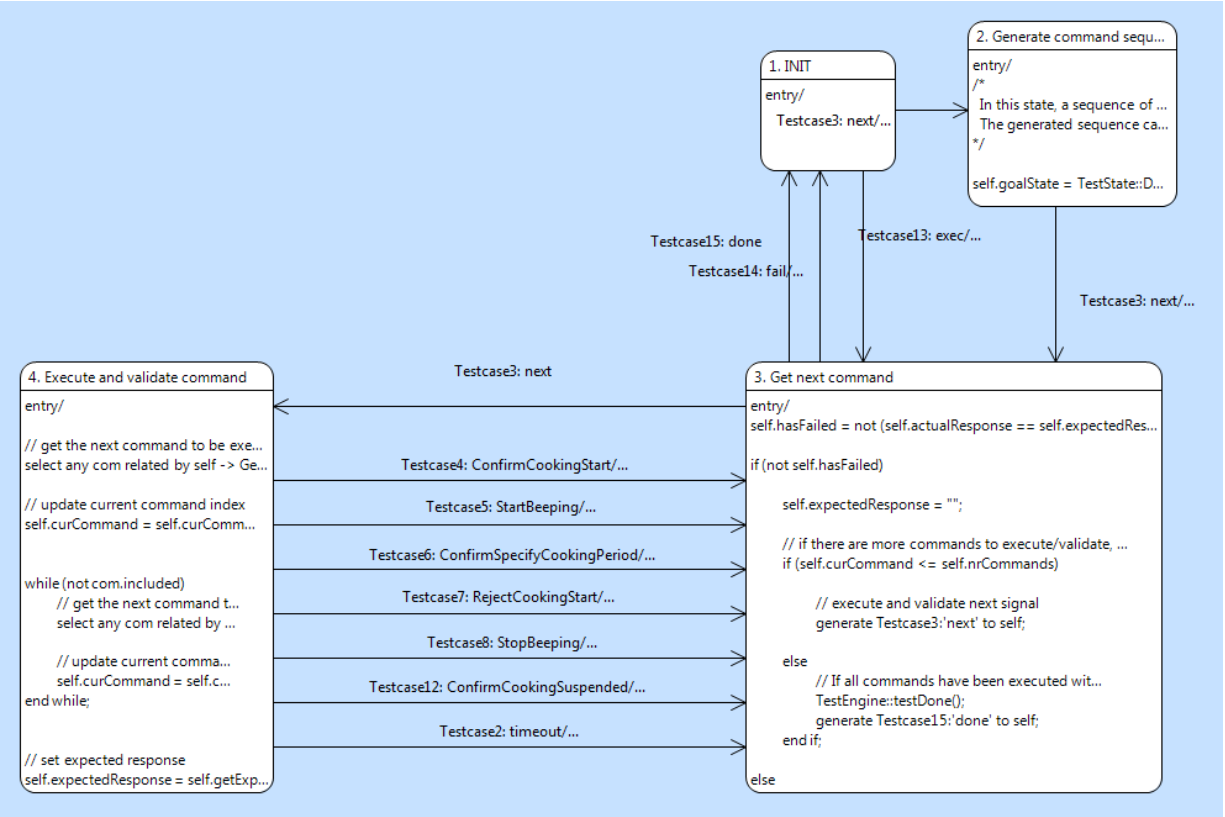 2. Generate command sequ...
entry/
/*
In this state, a sequence of ...
The generated sequence ca...
*/
self.goalState = TestState::D...
1. INIT
entry/
Testcase3: next/...
Testcase15: done
Testcase14: fail/...
Testcase13: exec/...
Testcase3: next/...
4. Execute and validate command
entry/
// get the next command to be exe...
select any com related by self -> Ge...
// update current command index
self.curCommand = self.curComm...
while (not com.included)
// get the next command t...
select any com related by ...
// update current comma...
self.curCommand = self.c...
end while;
// set expected response
self.expectedResponse = self.getExp...
Testcase3: next
Testcase4: ConfirmCookingStart/...
Testcase5: StartBeeping/...
Testcase6: ConfirmSpecifyCookingPeriod/...
Testcase7: RejectCookingStart/...
Testcase8: StopBeeping/...
Testcase12: ConfirmCookingSuspended/...
Testcase2: timeout/...
3. Get next command
entry/
self.hasFailed = not (self.actualResponse == self.expectedRes...
if (not self.hasFailed)
self.expectedResponse = "";
// if there are more commands to execute/validate, ...
if (self.curCommand <= self.nrCommands)
// execute and validate next signal
generate Testcase3:'next' to self;
else
// If all commands have been executed wit...
TestEngine::testDone();
generate Testcase15:'done' to self;
end if;
else